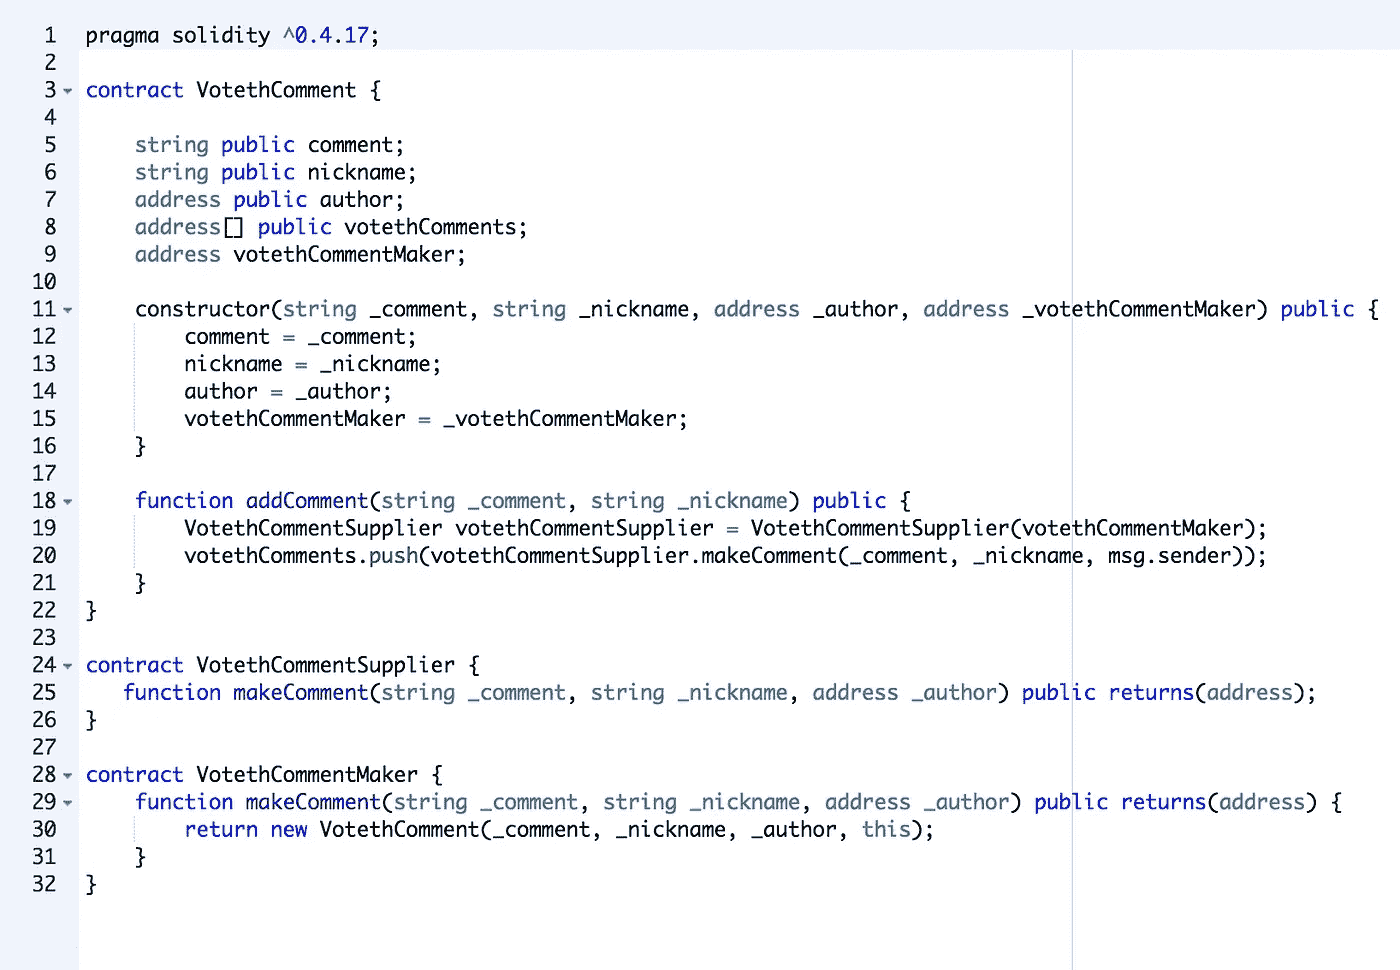 1 pragma solidity ^0.4.17;
2
3 contract VotethComment {
4
5     string public comment;
6     string public nickname;
7     address public author;
8     address[] public votethComments;
9     address votethCommentMaker;
10
11     constructor(string _comment, string _nickname, address _author, address _votethCommentMaker) public {
12         comment = _comment;
13         nickname = _nickname;
14         author = _author;
15         votethCommentMaker = _votethCommentMaker;
16     }
17
18     function addComment(string _comment, string _nickname) public {
19         VotethCommentSupplier votethCommentSupplier = VotethCommentSupplier(votethCommentMaker);
20         votethComments.push(votethCommentSupplier.makeComment(_comment, _nickname, msg.sender));
21     }
22 }
23
24 contract VotethCommentSupplier {
25    function makeComment(string _comment, string _nickname, address _author) public returns(address);
26 }
27
28 contract VotethCommentMaker {
29     function makeComment(string _comment, string _nickname, address _author) public returns(address) {
30         return new VotethComment(_comment, _nickname, _author, this);
31     }
32 }